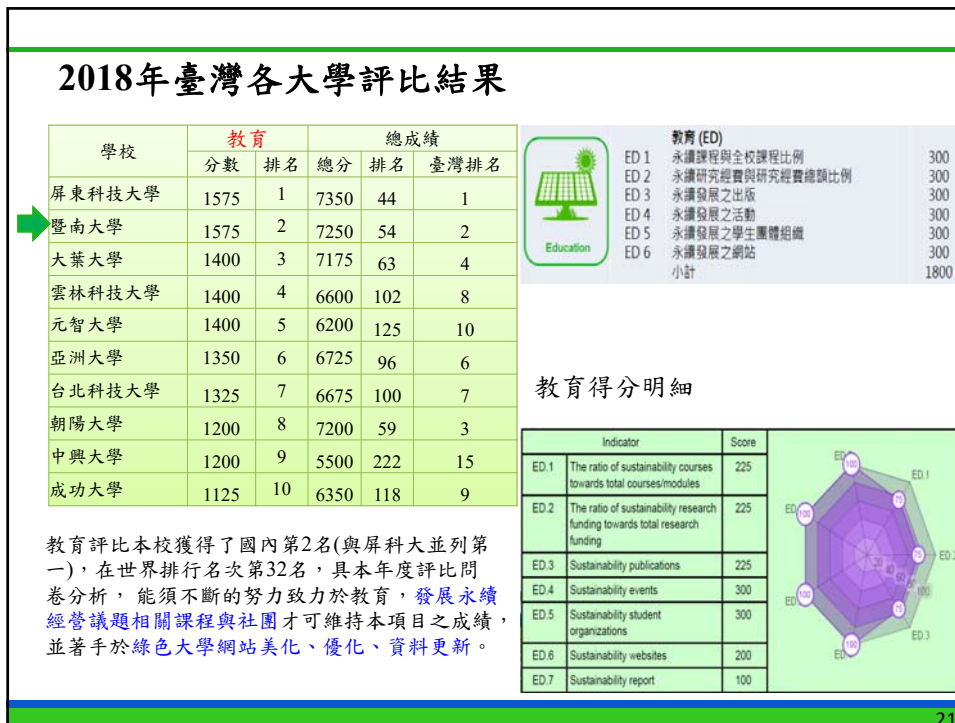 2018年臺灣各大學評比結果
學校 教育 總成績
分數 排名 總分 排名 臺灣排名
屏東科技大學 1575 1 7350 44 1
暨南大學 1575 2 7250 54 2
大葉大學 1400 3 7175 63 4
雲林科技大學 1400 4 6600 102 8
元智大學 1400 5 6200 125 10
亞洲大學 1350 6 6725 96 6
台北科技大學 1325 7 6675 100 7
朝陽大學 1200 8 7200 59 3
中興大學 1200 9 5500 222 15
成功大學 1125 10 6350 118 9
教育評比本校獲得了國內第2名(與屏科大並列第
一)，在世界排行名次第32名，具本年度評比問
卷分析， 能須不斷的努力致力於教育，發展永續
經營議題相關課程與社團才可維持本項目之成績，
並著手於綠色大學網站美化、優化、資料更新。
Education
教育 (ED)
ED 1 永續課程與全校課程比例 300
ED 2 永續研究經費與研究經費總額比例 300
ED 3 永續發展之出版 300
ED 4 永續發展之活動 300
ED 5 永續發展之學生團體組織 300
ED 6 永續發展之網站 300
小計 1800
教育得分明細
Indicator Score
ED.1 The ratio of sustainability courses
towards total courses/modules 225
ED.2 The ratio of sustainability research
funding towards total research
funding 225
ED.3 Sustainability publications 225
ED.4 Sustainability events 300
ED.5 Sustainability student
organizations 300
ED.6 Sustainability websites 200
ED.7 Sustainability report 100
100
ED.1
75
100
75
ED.2
20 40 60 100
100
75
ED.3
100
21